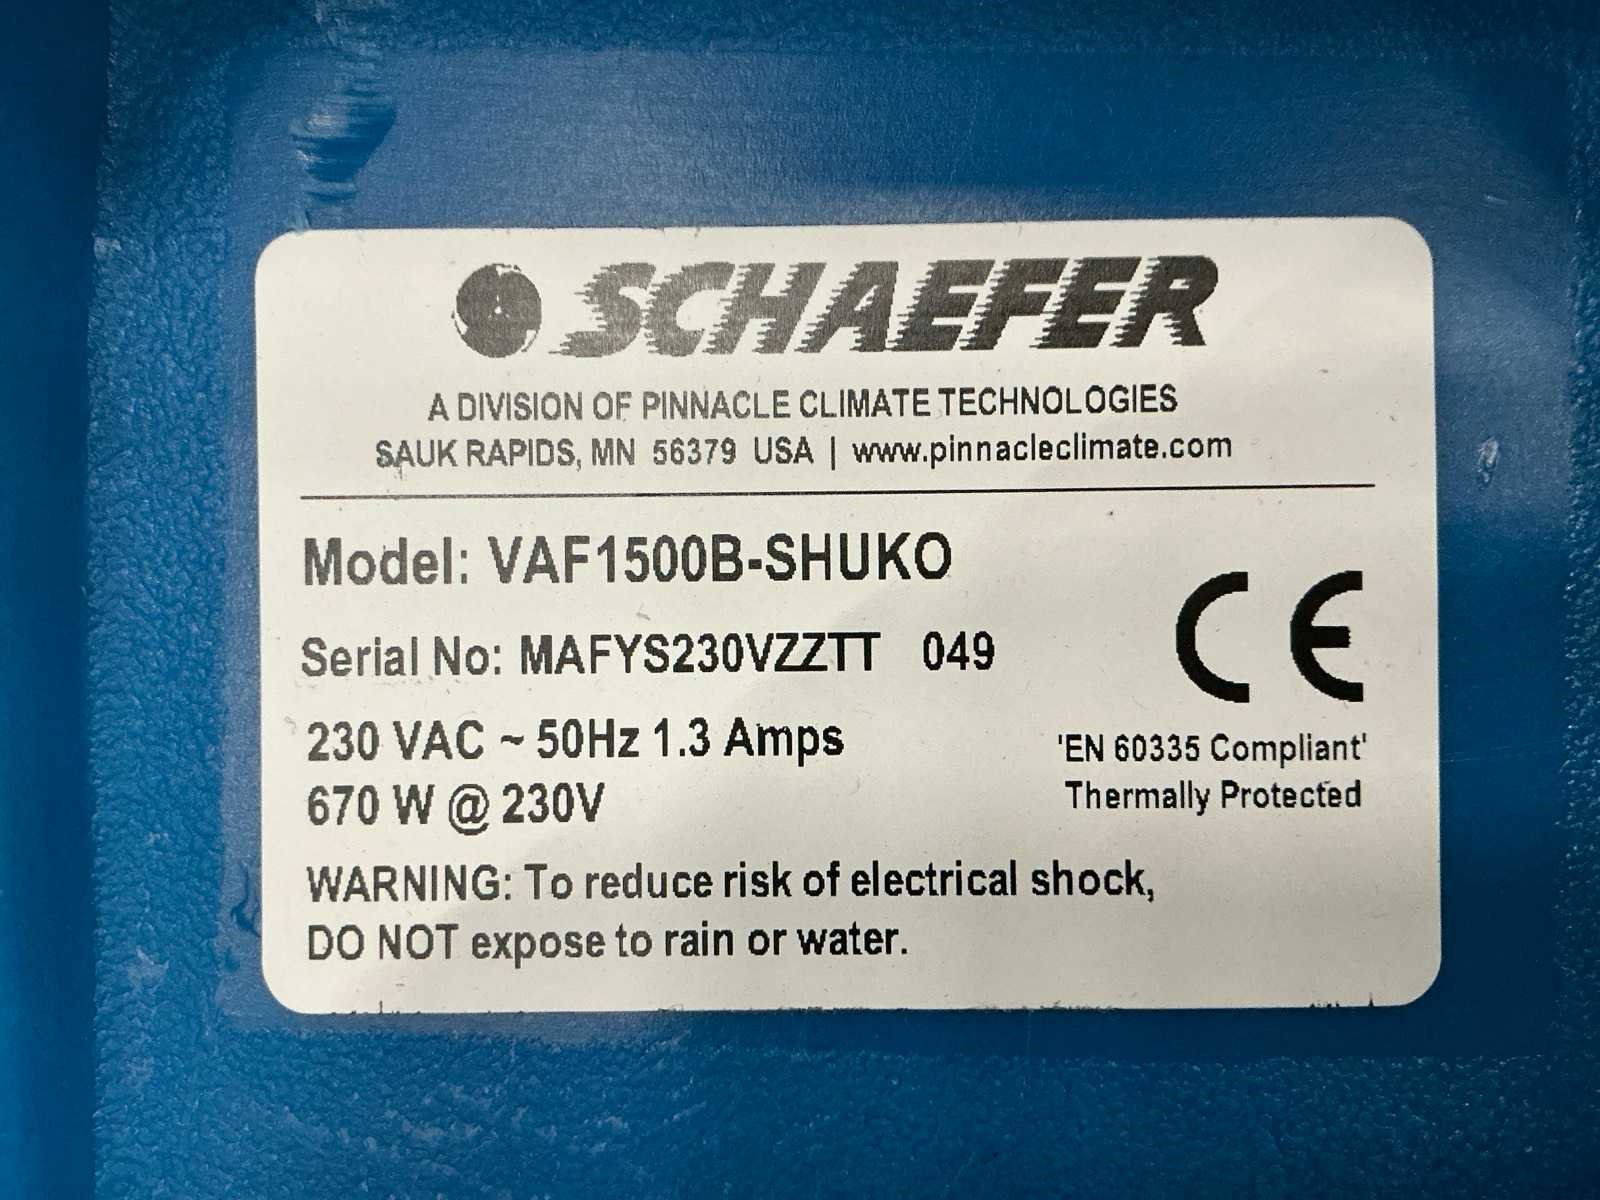 SCHAEFER
A DIVISION OF PINNACLE CLIMATE TECHNOLOGIES
SAUK RAPIDS, MN 56379 USA | www.pinnacleclimate.com
Model: VAF1500B-SHUKO
Serial No: MAFYS230VZZTT 049
230 VAC ~ 50Hz 1.3 Amps
670 W @ 230V
CE
'EN 60335 Compliant'
Thermally Protected
WARNING: To reduce risk of electrical shock,
DO NOT expose to rain or water.